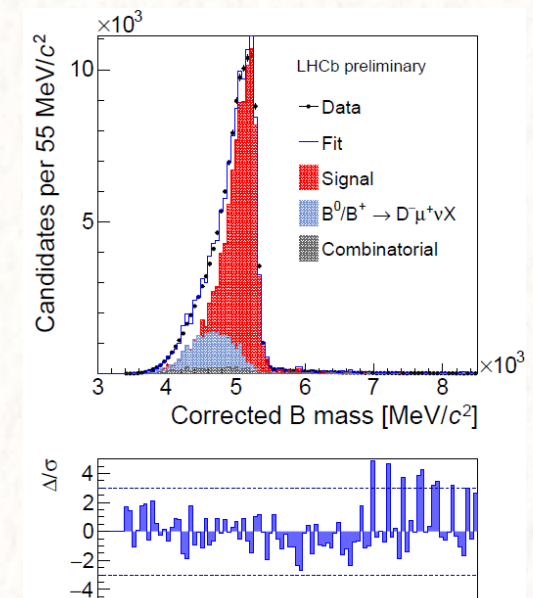 ×10³
Candidates per 55 MeV/c²
10
5
LHCb preliminary
Data
Fit
Signal
B⁰/B⁺ → D⁻μ⁺νX
Combinatorial
3 4 5 6 7 8
×10³
Corrected B mass [MeV/c²]
Δ/σ
4
2
0
−2
−4